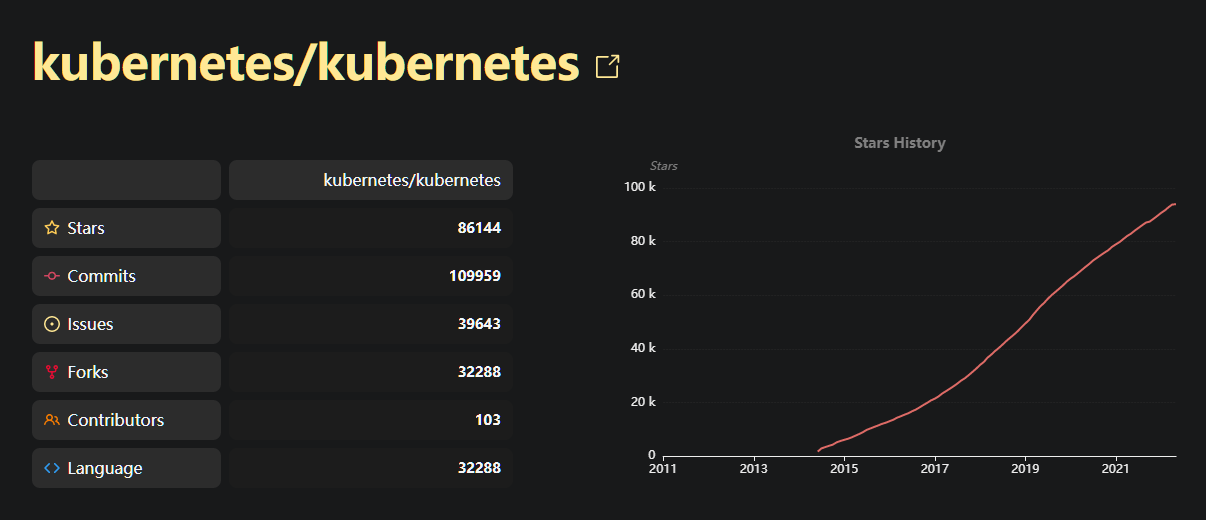 kubernetes/kubernetes
kubernetes/kubernetes
Stars 86144
Commits 109959
Issues 39643
Forks 32288
Contributors 103
Language 32288
Stars History
Stars
100 k
80 k
60 k
40 k
20 k
0
2011 2013 2015 2017 2019 2021